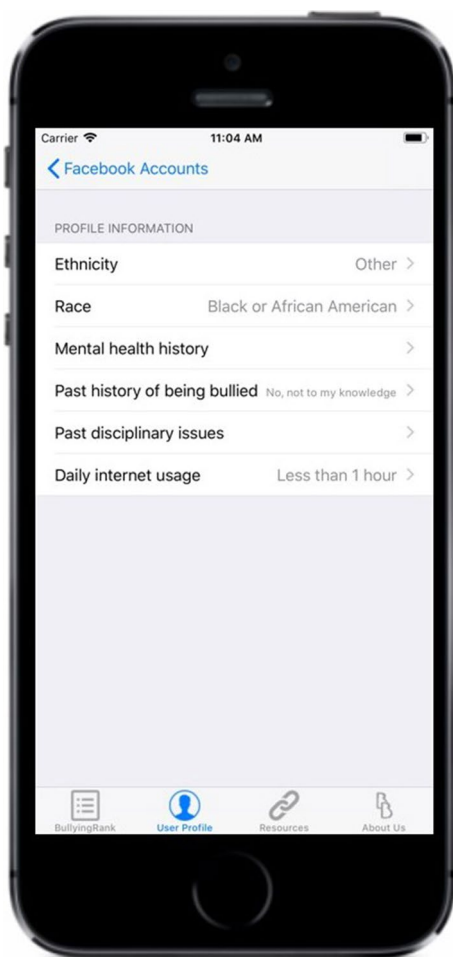 Carrier 11:04 AM
Facebook Accounts
PROFILE INFORMATION
Ethnicity Other
Race Black or African American
Mental health history
Past history of being bullied No, not to my knowledge
Past disciplinary issues
Daily internet usage Less than 1 hour
BullyingRank User Profile Resources About Us